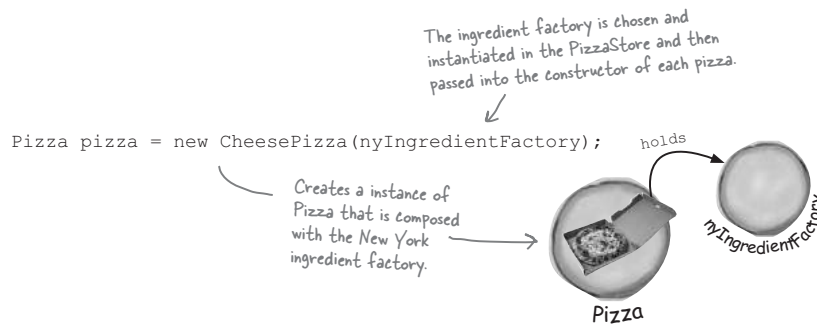 The ingredient factory is chosen and
instantiated in the PizzaStore and then
passed into the constructor of each pizza.
Pizza pizza = new CheesePizza(nyIngredientFactory);
holds
Creates a instance of
Pizza that is composed
with the New York
ingredient factory.
nyIngredientFactory
Pizza